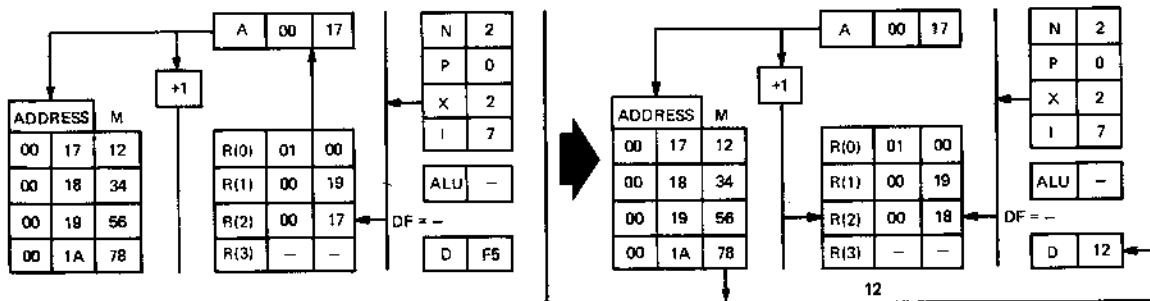 A 00 17
+1
ADDRESS M
00 17 12
00 18 34
00 19 56
00 1A 78
R(0) 01 00
R(1) 00 19
R(2) 00 17
R(3) – –
N 2
P 0
X 2
I 7
ALU –
DF = –
D F5
A 00 17
+1
ADDRESS M
00 17 12
00 18 34
00 19 56
00 1A 78
R(0) 01 00
R(1) 00 19
R(2) 00 18
R(3) – –
N 2
P 0
X 2
I 7
ALU –
DF = –
D 12
12